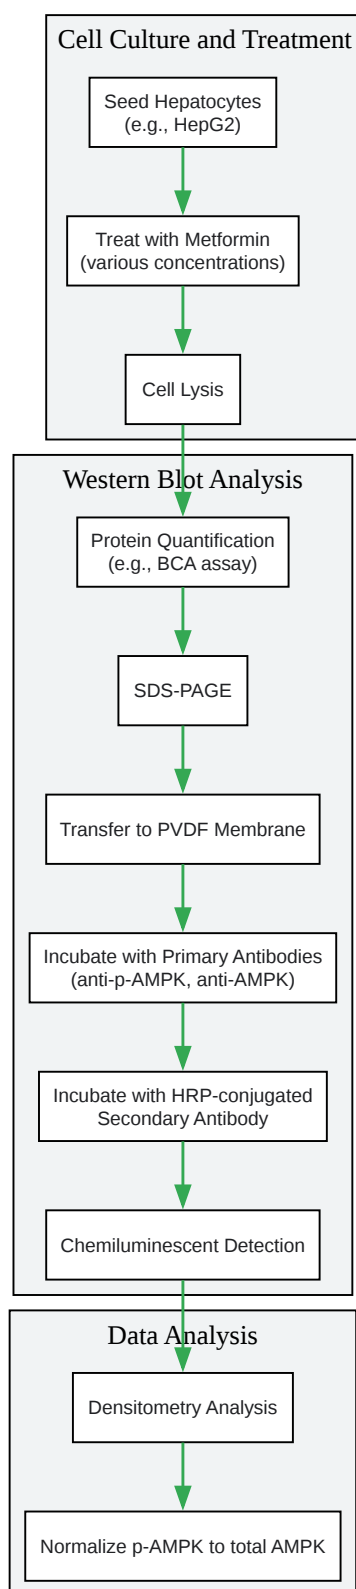 Cell Culture and Treatment
Seed Hepatocytes
(e.g., HepG2)
Treat with Metformin
(various concentrations)
Cell Lysis
Western Blot Analysis
Protein Quantification
(e.g., BCA assay)
SDS-PAGE
Transfer to PVDF Membrane
Incubate with Primary Antibodies
(anti-p-AMPK, anti-AMPK)
Incubate with HRP-conjugated
Secondary Antibody
Chemiluminescent Detection
Data Analysis
Densitometry Analysis
Normalize p-AMPK to total AMPK